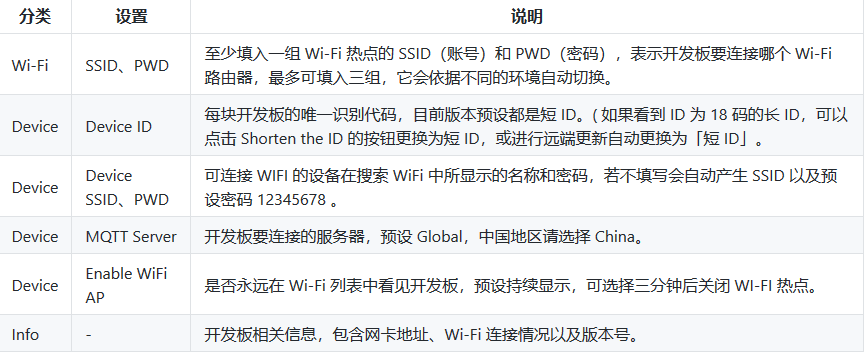 分类 设置 说明
Wi-Fi SSID、PWD 至少填入一组 Wi-Fi 热点的 SSID（账号）和 PWD（密码），表示开发板要连接哪个 Wi-Fi
路由器，最多可填入三组，它会依据不同的环境自动切换。
Device Device ID 每块开发板的唯一识别代码，目前版本预设都是短 ID。( 如果看到 ID 为 18 码的长 ID，可以
点击 Shorten the ID 的按钮更换为短 ID，或进行远端更新自动更换为「短 ID」。
Device Device
SSID、PWD 可连接 WIFI 的设备在搜索 WiFi 中所显示的名称和密码，若不填写会自动产生 SSID 以及预
设密码 12345678 。
Device MQTT Server 开发板要连接的服务器，预设 Global，中国地区请选择 China。
Device Enable WiFi
AP 是否永远在 Wi-Fi 列表中看见开发板，预设持续显示，可选择三分钟后关闭 WI-FI 热点。
Info - 开发板相关信息，包含网卡地址、Wi-Fi 连接情况以及版本号。